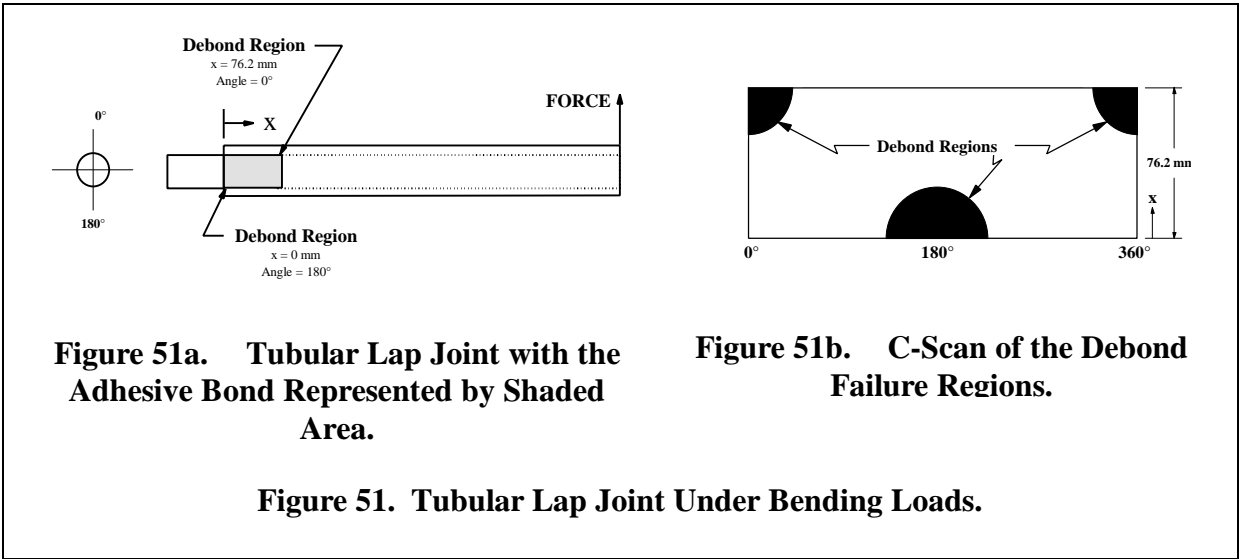 Debond Region
x = 76.2 mm
Angle = 0°
0°
X
FORCE
180°
Debond Region
x = 0 mm
Angle = 180°
Figure 51a. Tubular Lap Joint with the
Adhesive Bond Represented by Shaded
Area.
Debond Regions
76.2 mm
x
0°
180°
360°
Figure 51b. C-Scan of the Debond
Failure Regions.
Figure 51. Tubular Lap Joint Under Bending Loads.